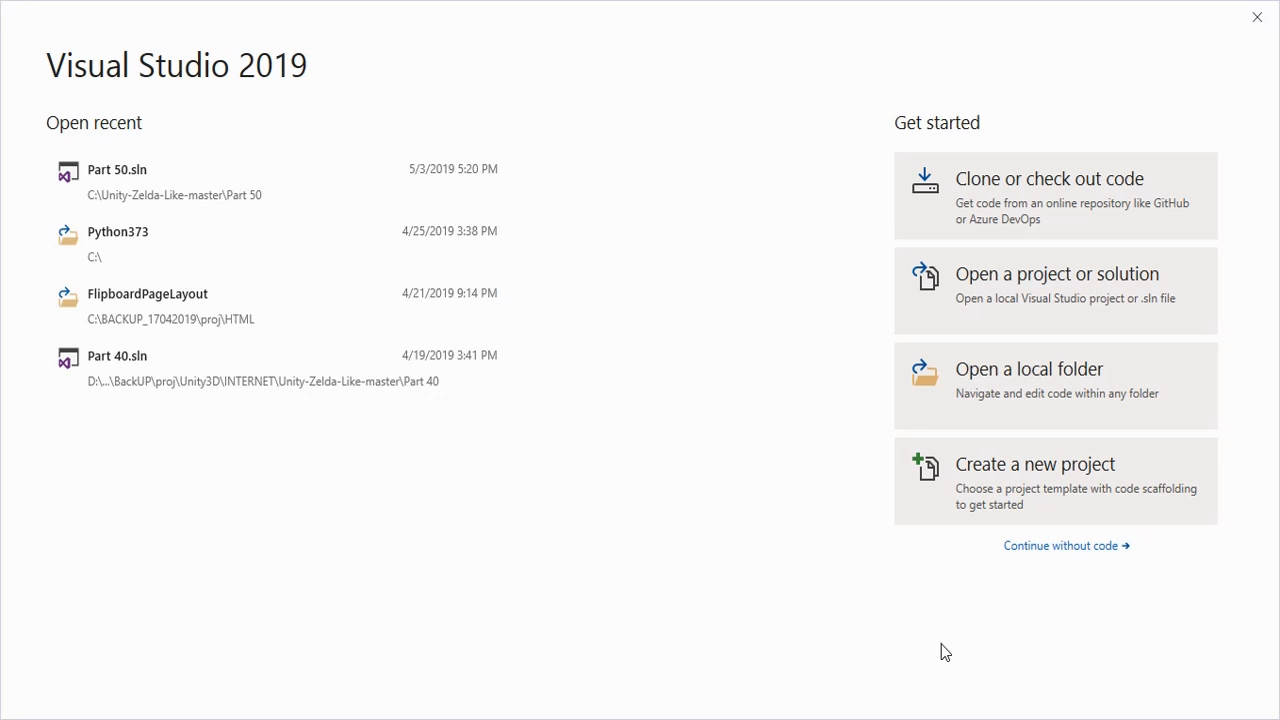 Visual Studio 2019
Open recent
Part 50.sln 5/3/2019 5:20 PM
C:\Unity-Zelda-Like-master\Part 50
Python373 4/25/2019 3:38 PM
C:\
FlipboardPageLayout 4/21/2019 9:14 PM
C:\BACKUP_17042019\proj\HTML
Part 40.sln 4/19/2019 3:41 PM
D:\...\BackUP\proj\Unity3D\INTERNET\Unity-Zelda-Like-master\Part 40
Get started
Clone or check out code
Get code from an online repository like GitHub
or Azure DevOps
Open a project or solution
Open a local Visual Studio project or .sln file
Open a local folder
Navigate and edit code within any folder
Create a new project
Choose a project template with code scaffolding
to get started
Continue without code →